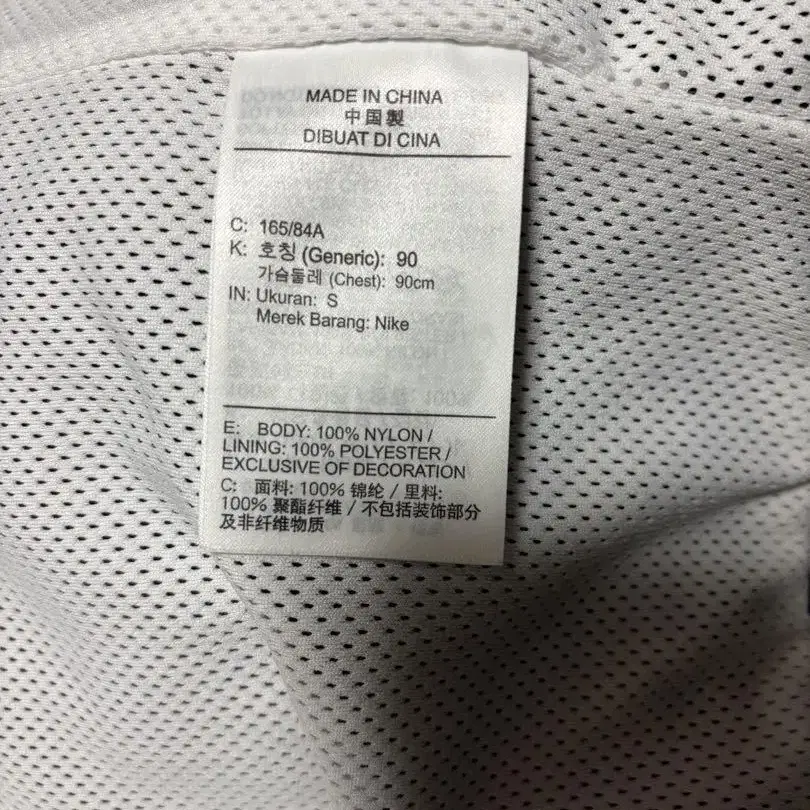 MADE IN CHINA
中国製
DIBUAT DI CINA
C: 165/84A
K: 호칭 (Generic): 90
가슴둘레 (Chest): 90cm
IN: Ukuran: S
Merek Barang: Nike
E: BODY: 100% NYLON /
LINING: 100% POLYESTER /
EXCLUSIVE OF DECORATION
C: 面料: 100% 锦纶 / 里料:
100% 聚酯纤维 / 不包括装饰部分
及非纤维物质